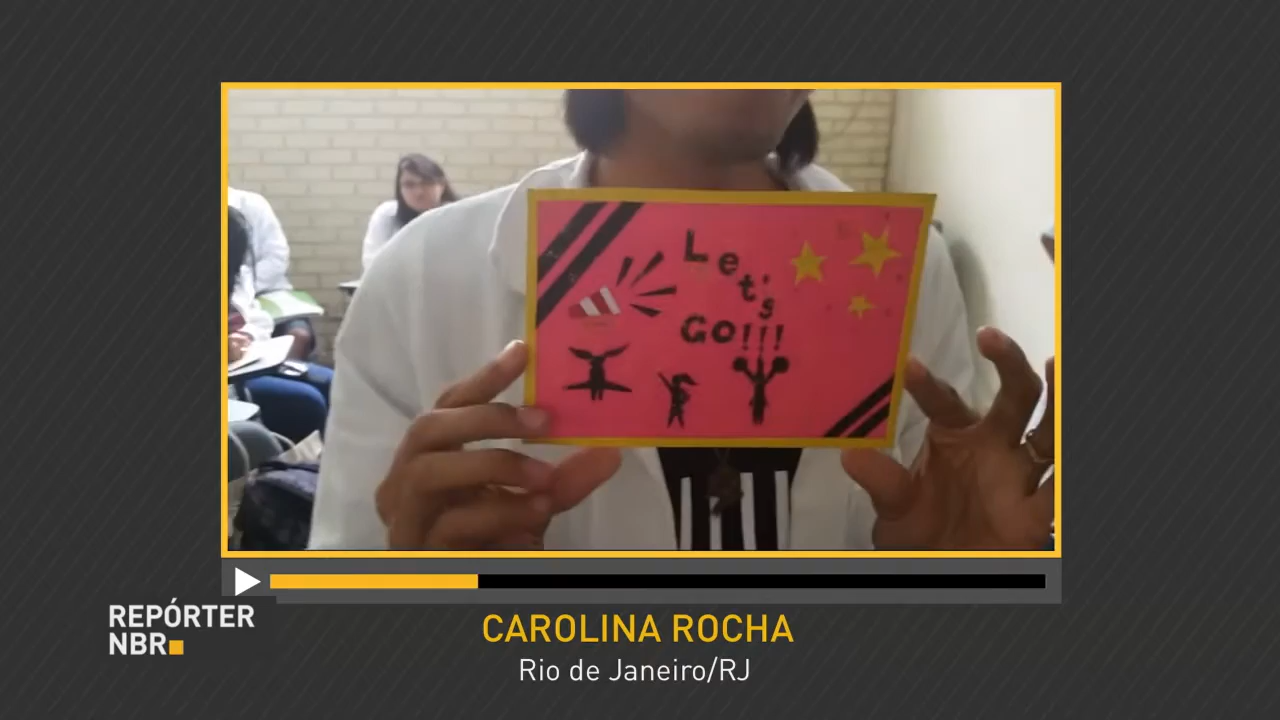 Let's
GO!!!
REPÓRTER
NBR
CAROLINA ROCHA
Rio de Janeiro/RJ